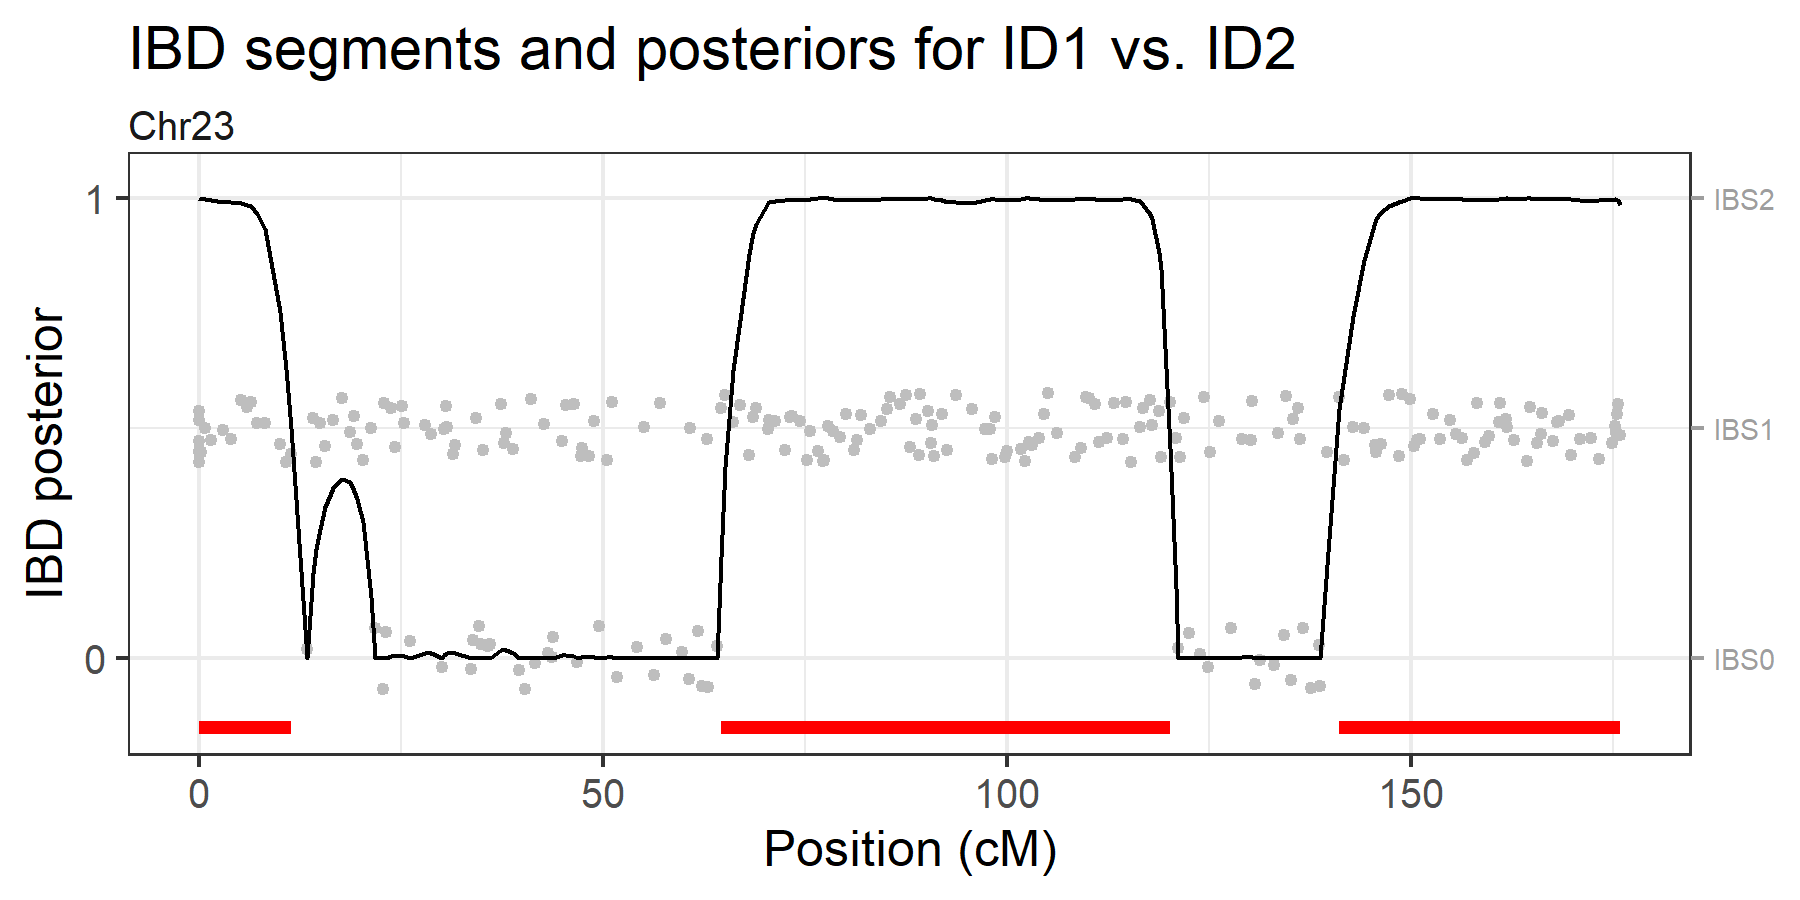 IBD segments and posteriors for ID1 vs. ID2
Chr23
IBD posterior
1
0
IBS2
IBS1
IBS0
0 50 100 150
Position (cM)